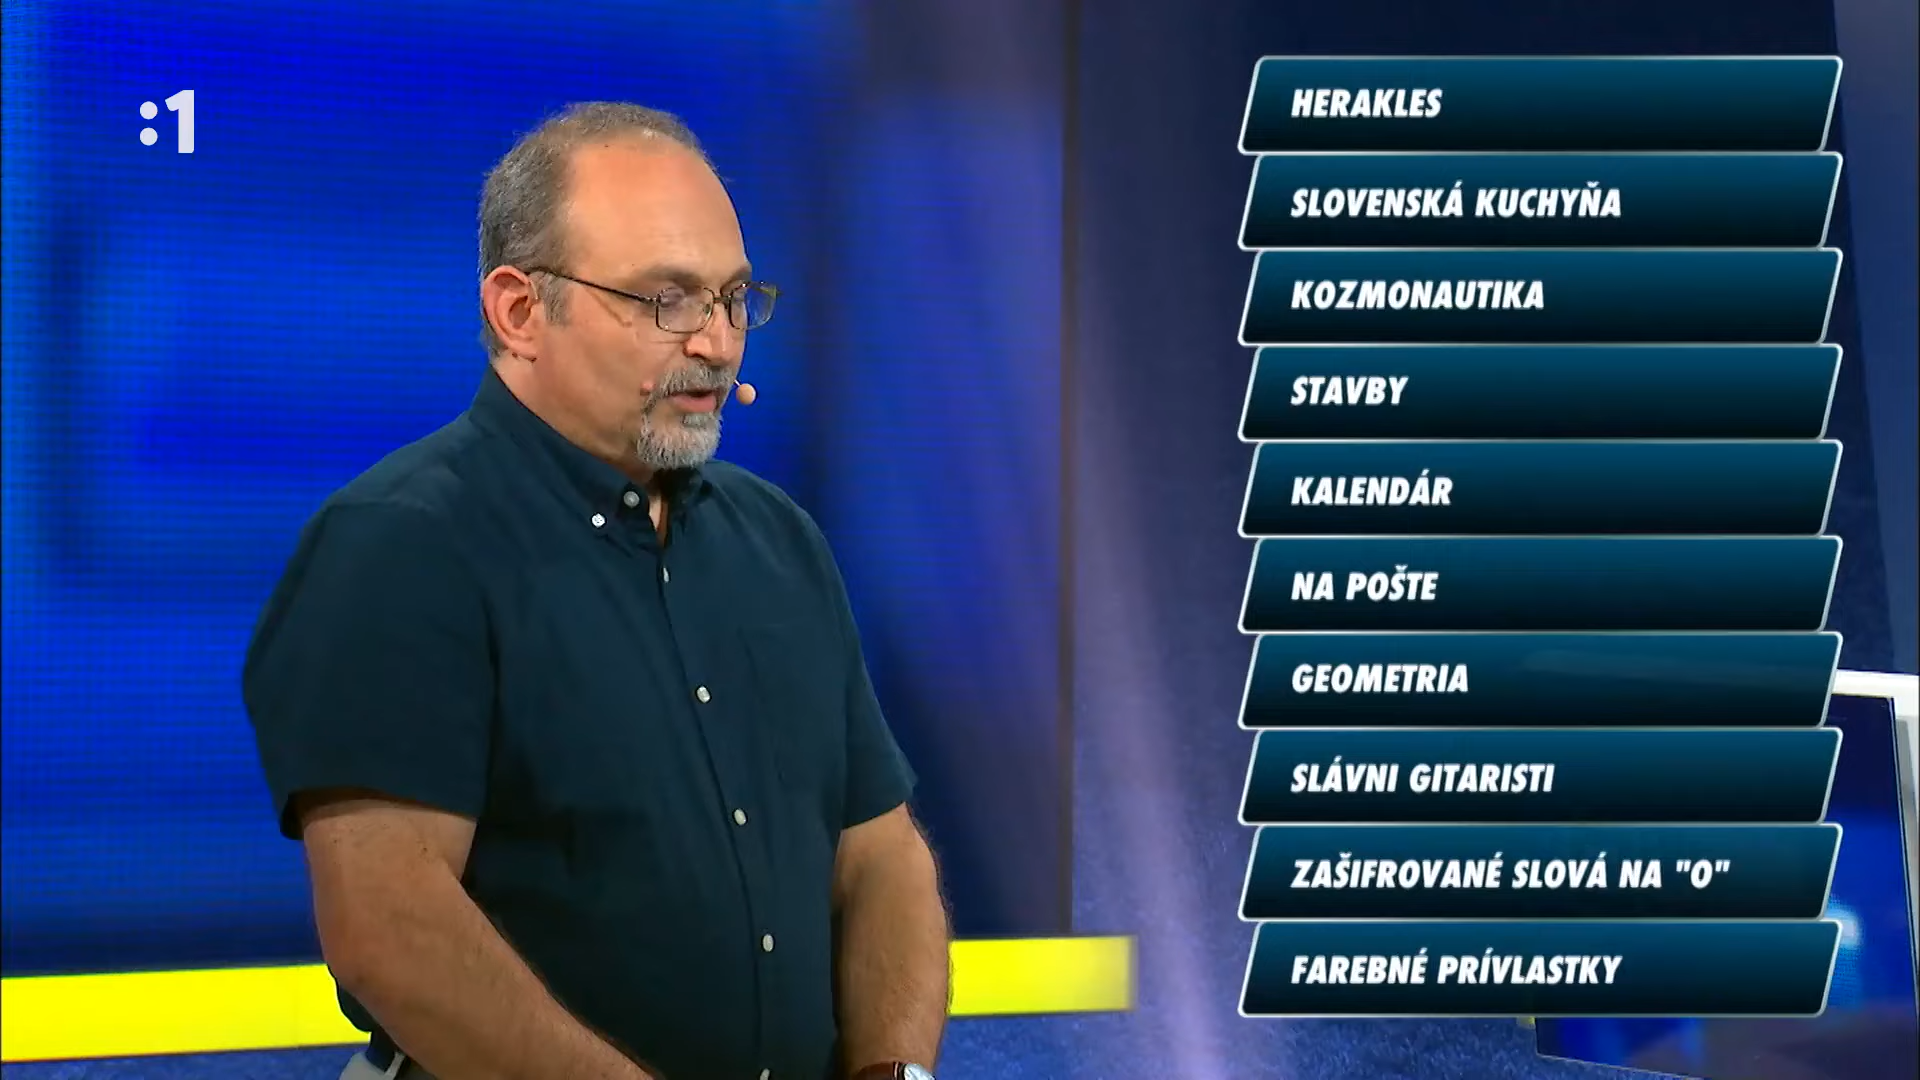 :1
HERAKLES
SLOVENSKÁ KUCHYŇA
KOZMONAUTIKA
STAVBY
KALENDÁR
NA POŠTE
GEOMETRIA
SLÁVNI GITARISTI
ZAŠIFROVANÉ SLOVÁ NA "O"
FAREBNÉ PRÍVLASTKY